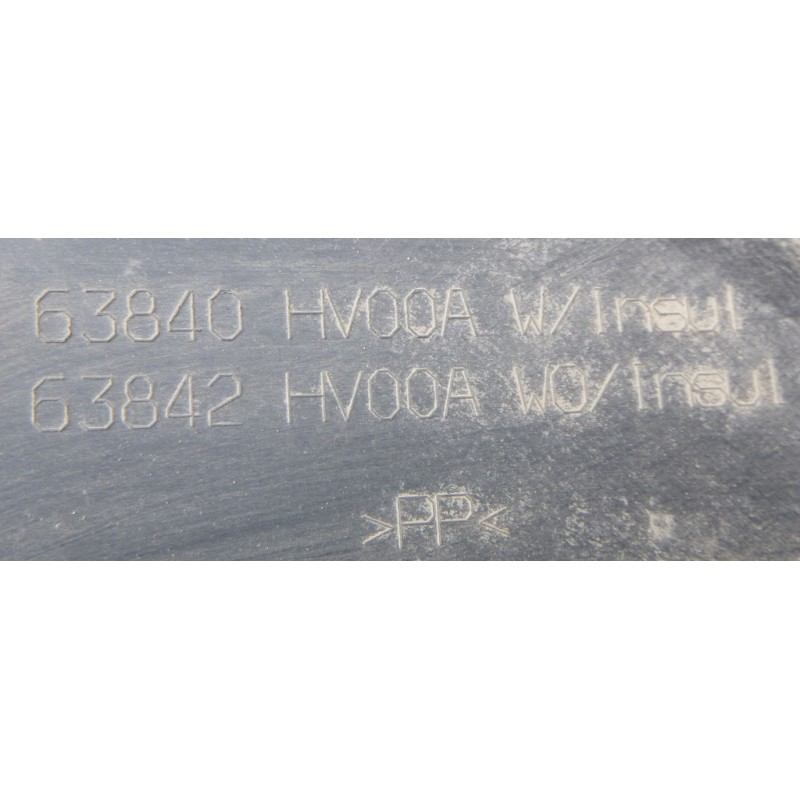 63840 HV00A W/Insul
63842 HV00A WO/Insul
>PP<